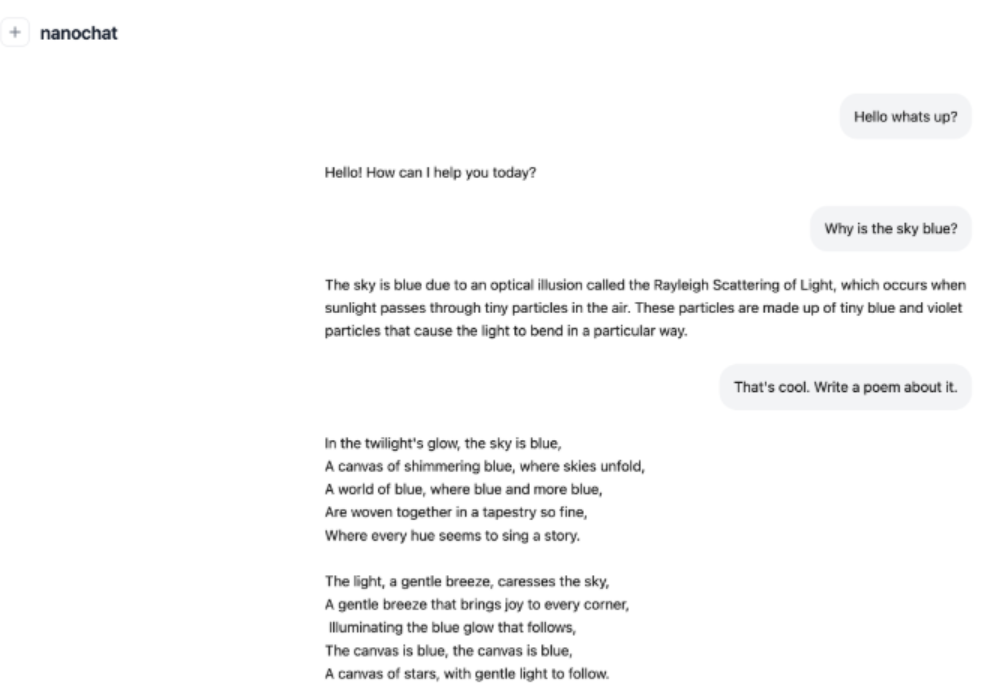 + nanochat
Hello whats up?
Hello! How can I help you today?
Why is the sky blue?
The sky is blue due to an optical illusion called the Rayleigh Scattering of Light, which occurs when
sunlight passes through tiny particles in the air. These particles are made up of tiny blue and violet
particles that cause the light to bend in a particular way.
That's cool. Write a poem about it.
In the twilight's glow, the sky is blue,
A canvas of shimmering blue, where skies unfold,
A world of blue, where blue and more blue,
Are woven together in a tapestry so fine,
Where every hue seems to sing a story.
The light, a gentle breeze, caresses the sky,
A gentle breeze that brings joy to every corner,
Illuminating the blue glow that follows,
The canvas is blue, the canvas is blue,
A canvas of stars, with gentle light to follow.